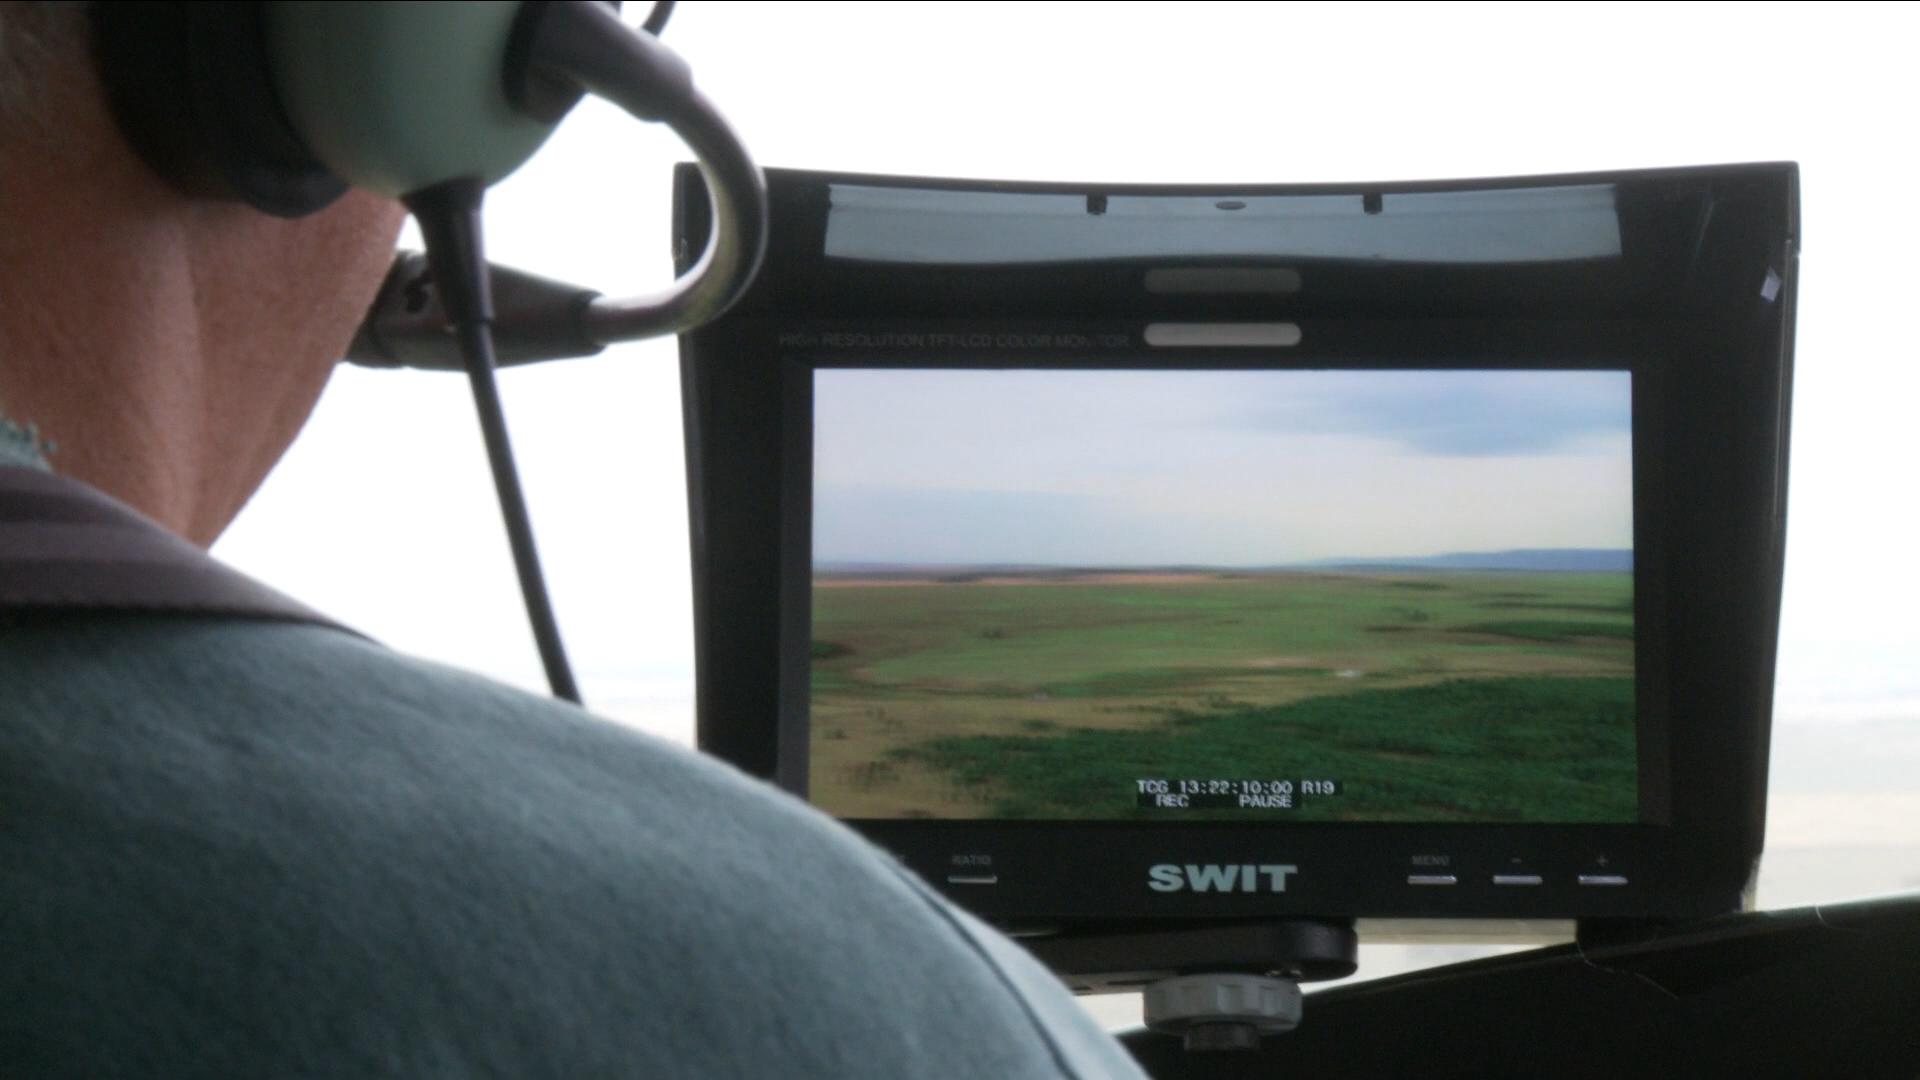 HIGH RESOLUTION TFT-LCD COLOR MONITOR
TCG 13:22:10:00 R19
REC PAUSE
RATIO
SWIT
MENU
- +